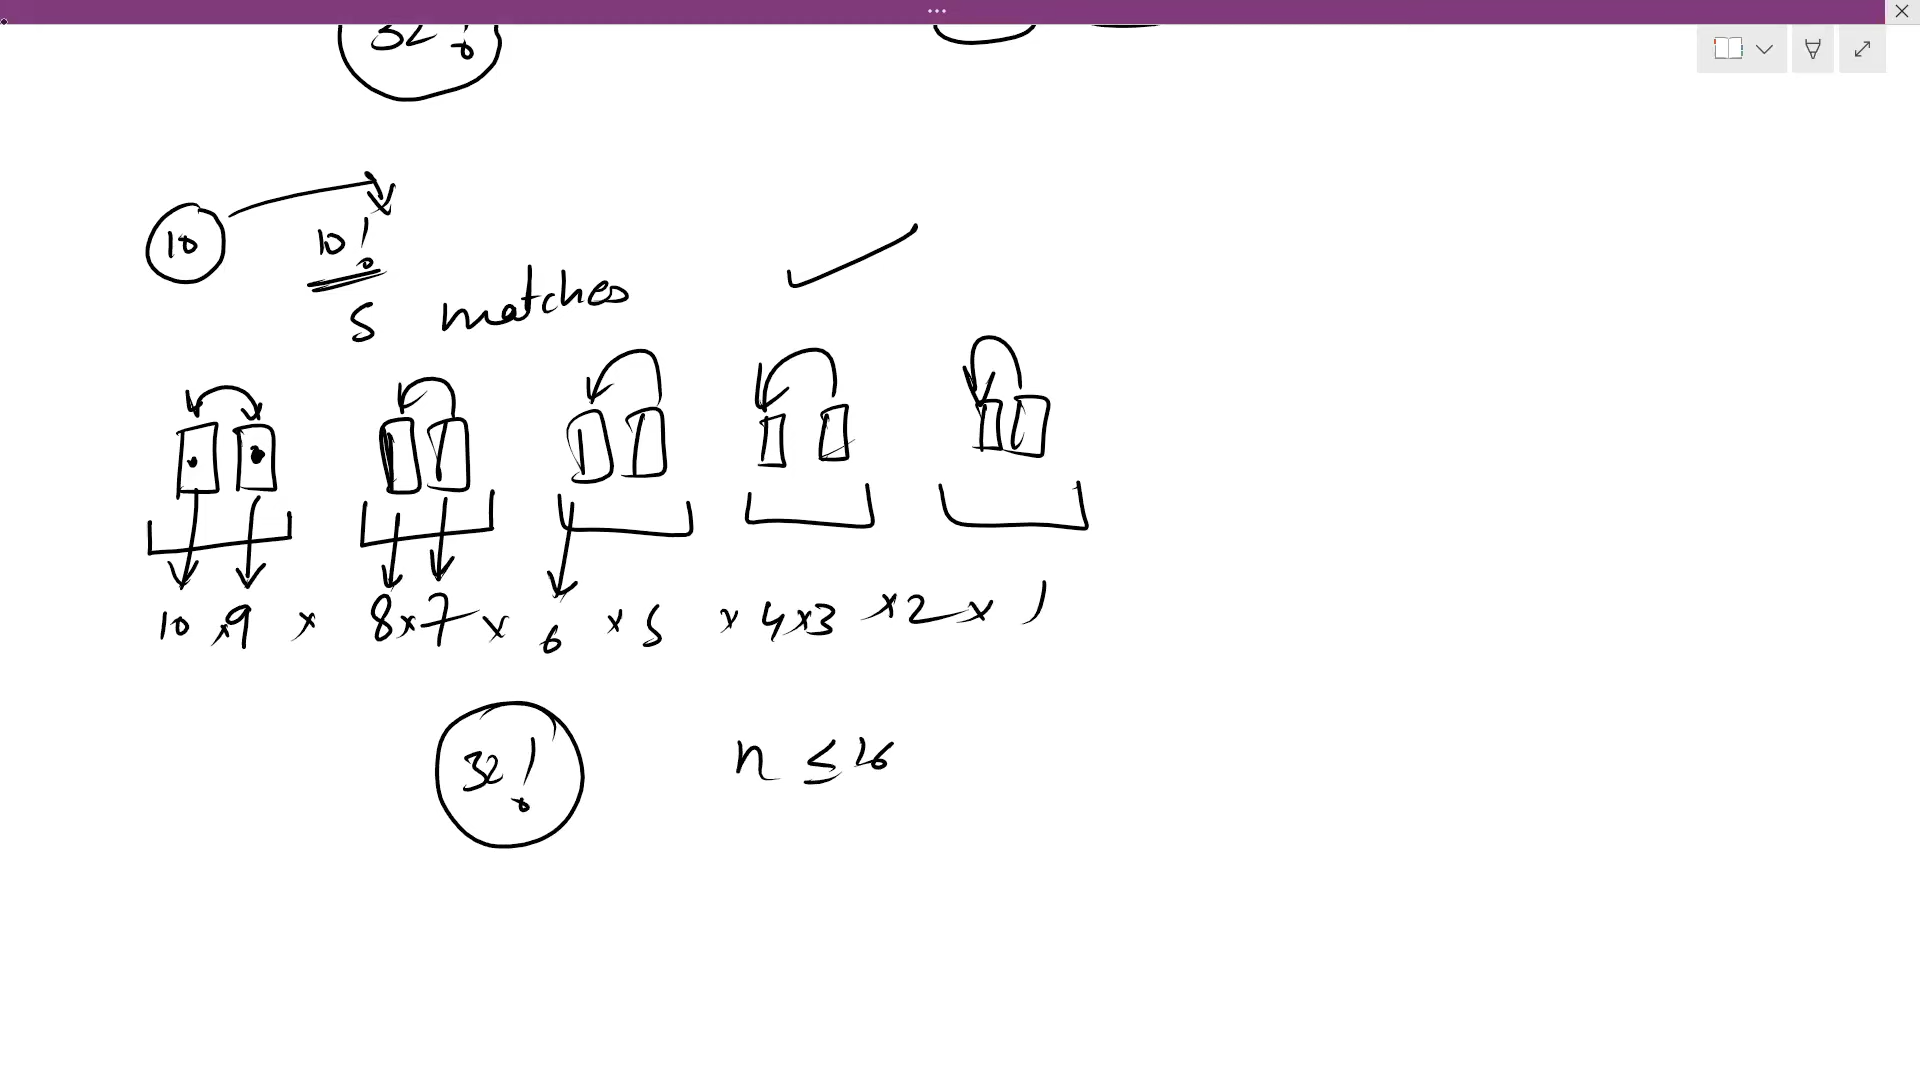 32!
10 10!
5 matches
10 x 9 x 8 x 7 x 6 x 5 x 4 x 3 x 2 x 1
32! n ≤ 16